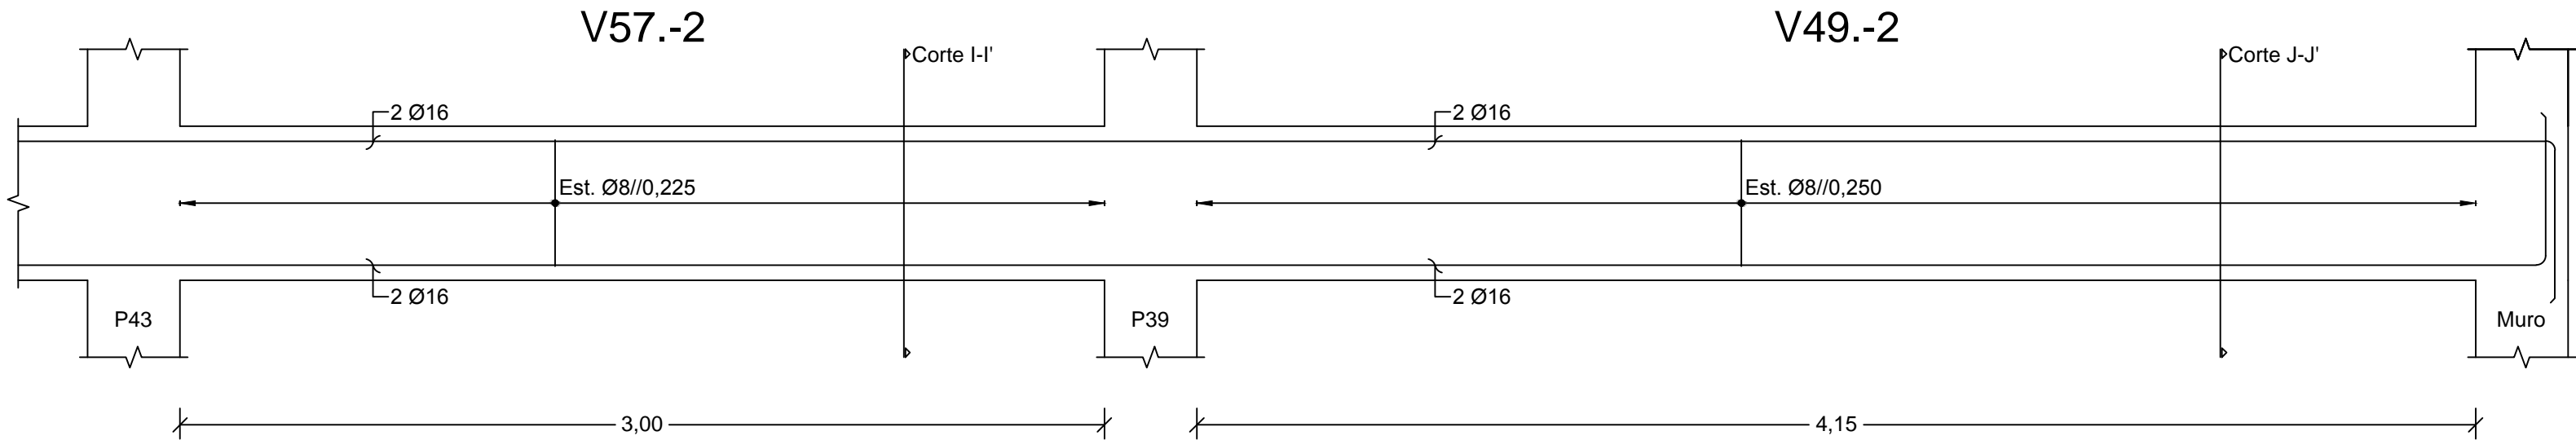 V57.-2
V49.-2
Corte I-I'
Corte J-J'
2 Ø16
2 Ø16
Est. Ø8//0,225
Est. Ø8//0,250
2 Ø16
2 Ø16
P43
P39
Muro
3,00
4,15